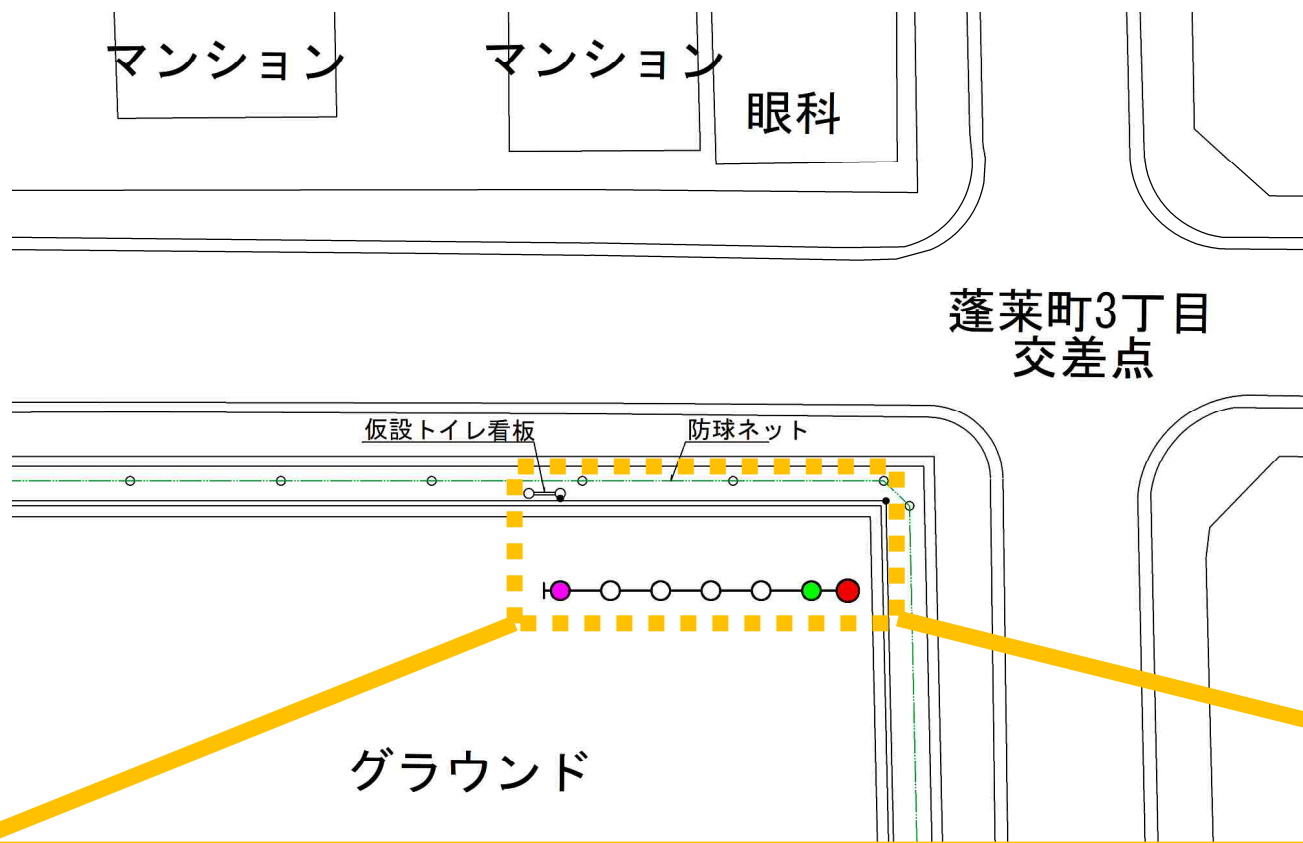 マンション
マンション
眼科
蓬莱町3丁目
交差点
仮設トイレ看板
防球ネット
グラウンド